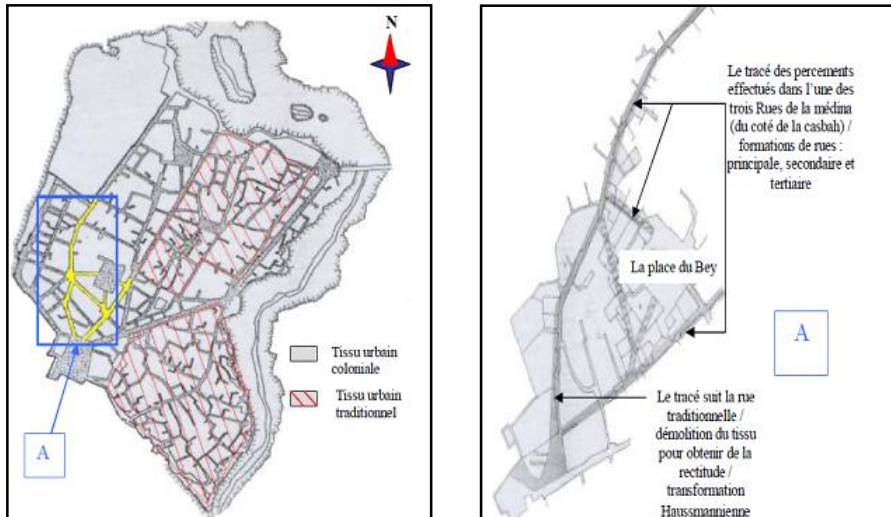 N
Tissu urbain
coloniale
Tissu urbain
traditionnel
A
Le tracé des percements
effectués dans l'une des
trois Rues de la médina
(du coté de la casbah) /
formations de rues :
principale, secondaire et
tertiaire
La place du Bey
A
Le tracé suit la rue
traditionnelle /
démolition du tissu
pour obtenir de la
rectitude /
transformation
Haussmannienne